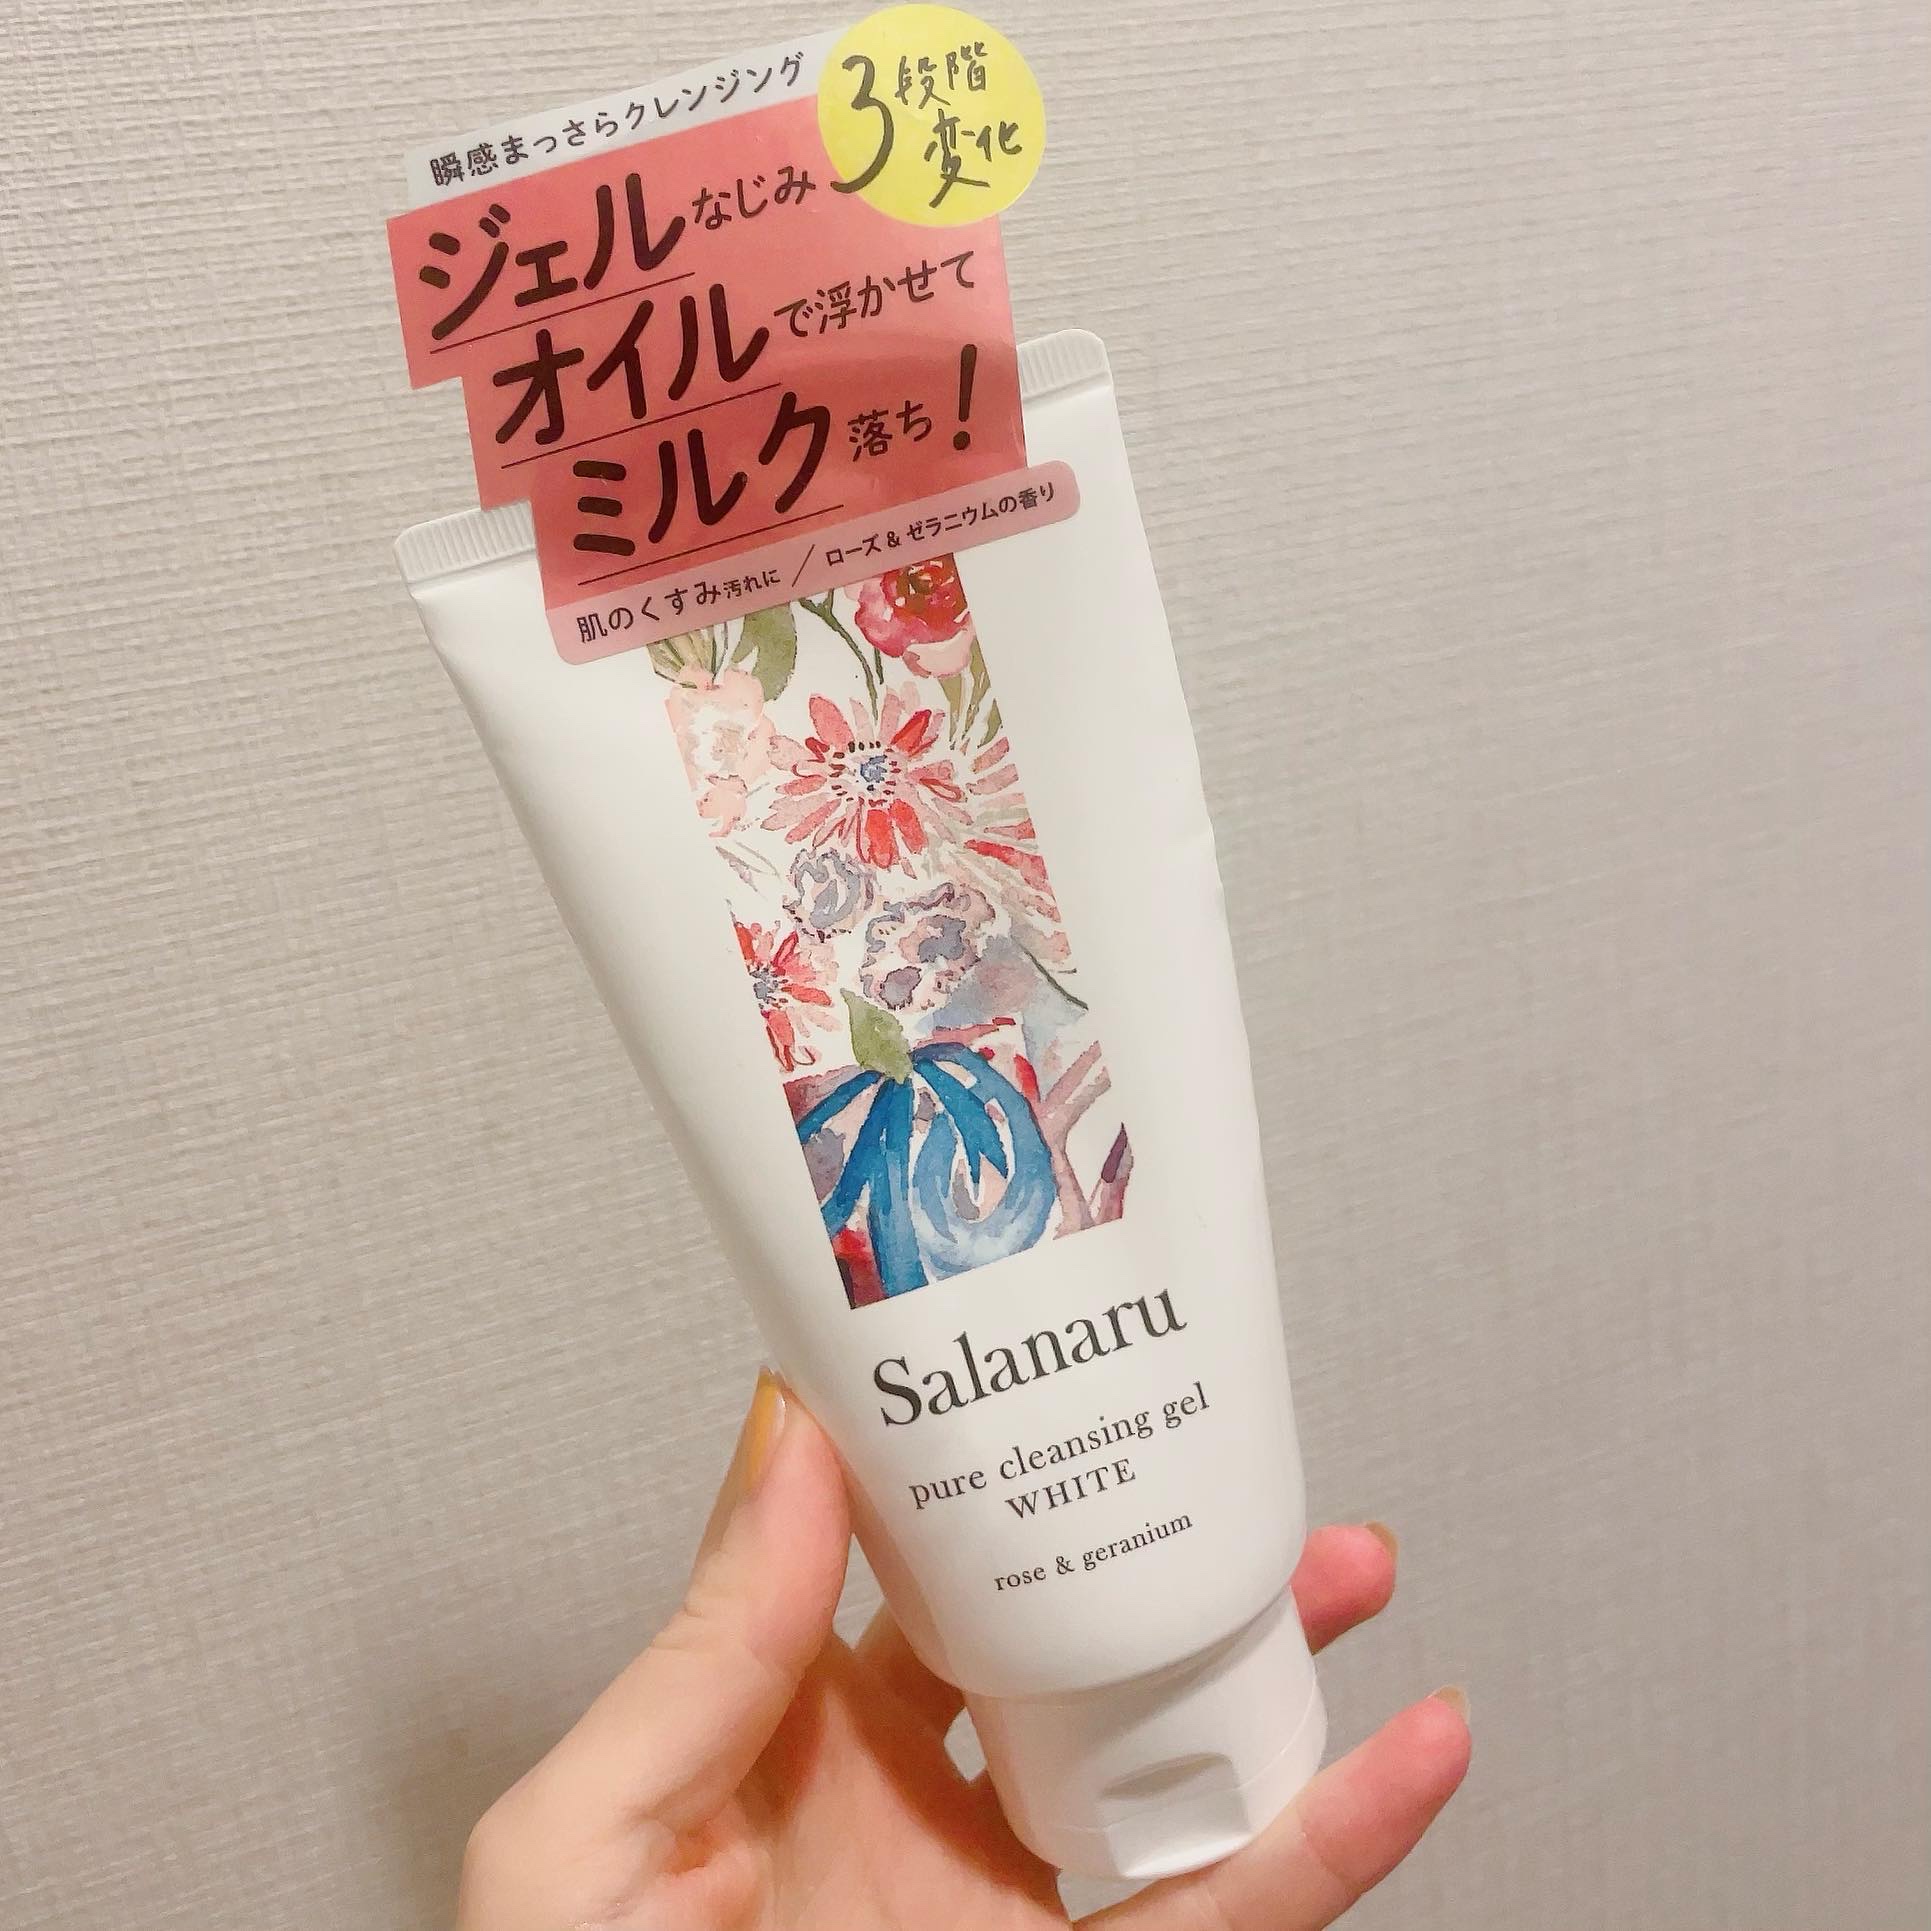 瞬感まっさらクレンジング
3段階
変化
ジェルなじみ
オイルで浮かせて
ミルク落ち!
肌のくすみ汚れに / ローズ&ゼラニウムの香り
Salanaru
pure cleansing gel
WHITE
rose & geranium